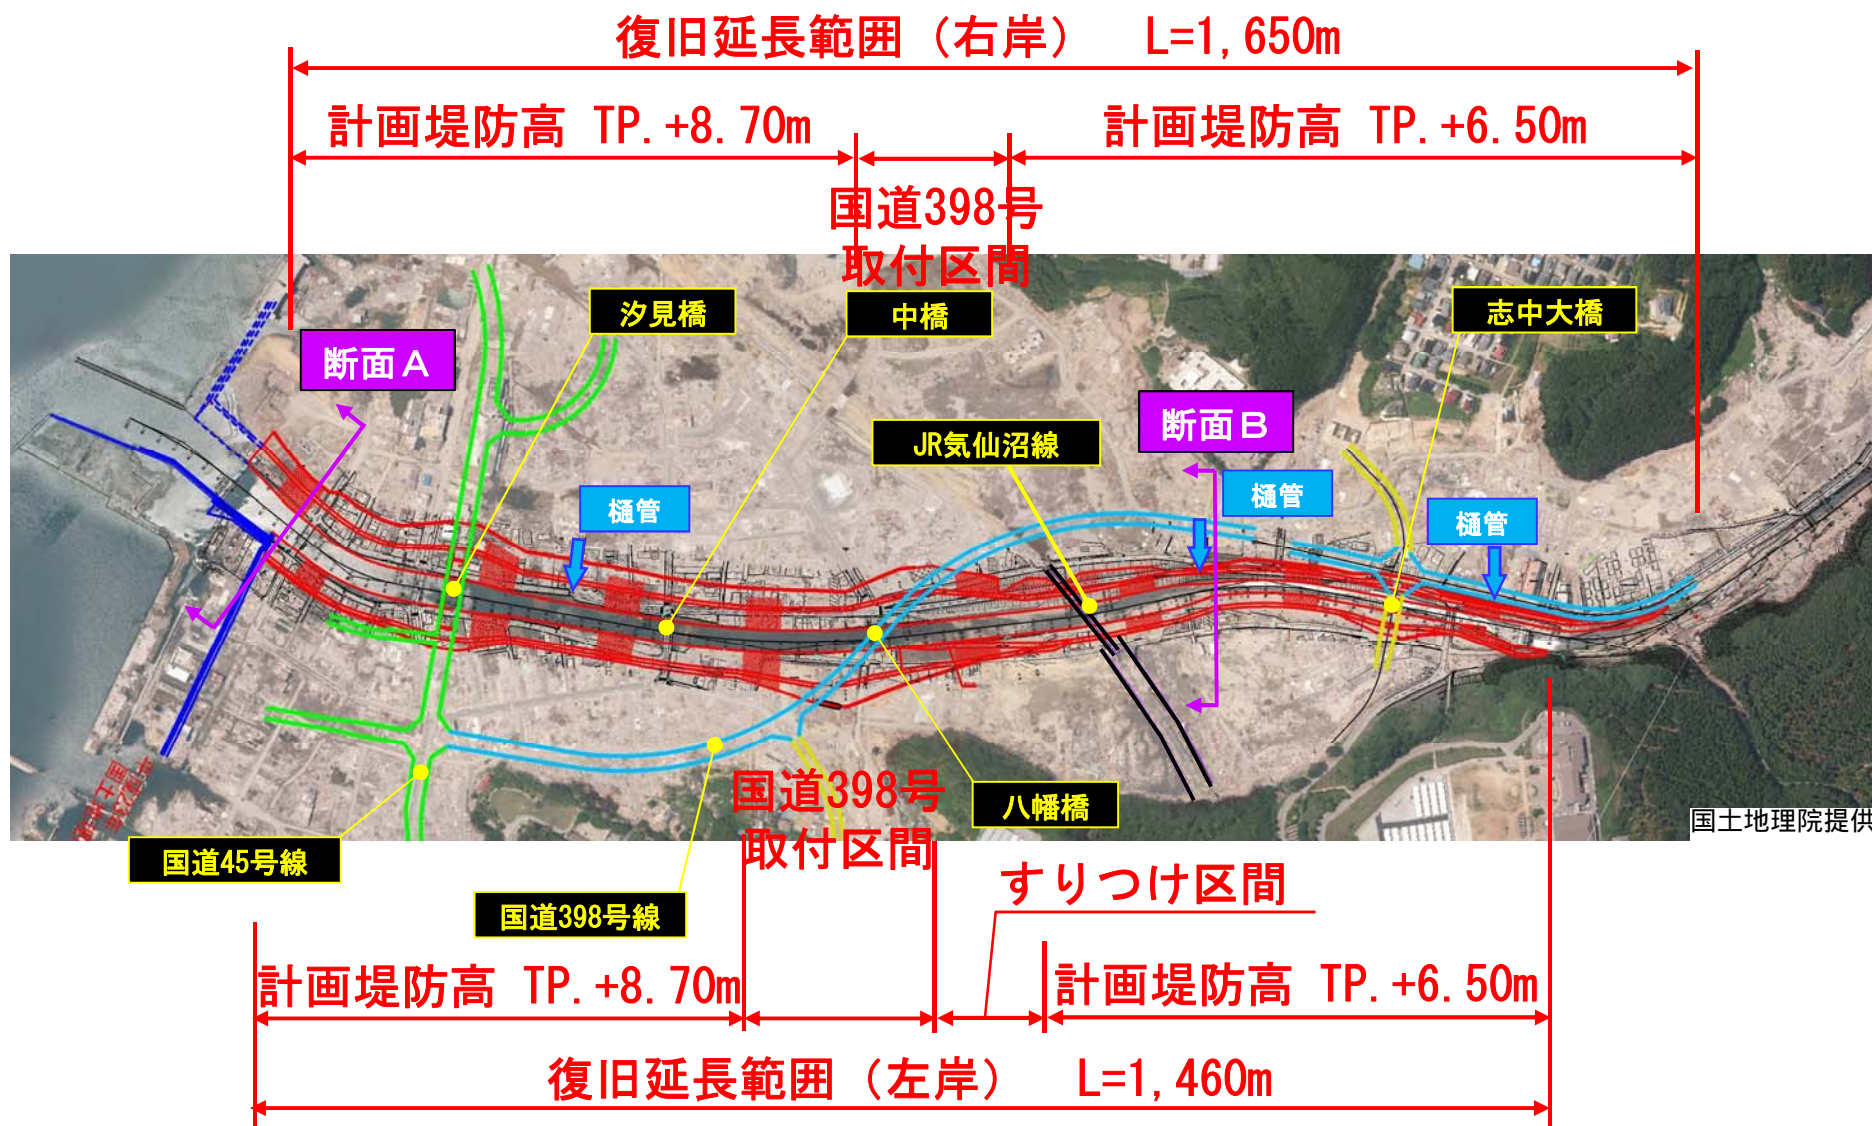 復旧延長範囲（右岸）　L=1,650m
計画堤防高 TP.+8.70m
計画堤防高 TP.+6.50m
国道398号
取付区間
汐見橋
中橋
志中大橋
断面A
断面B
JR気仙沼線
樋管
樋管
樋管
国道398号
取付区間
八幡橋
国土地理院提供
国道45号線
国道398号線
すりつけ区間
計画堤防高 TP.+8.70m
計画堤防高 TP.+6.50m
復旧延長範囲（左岸）　L=1,460m